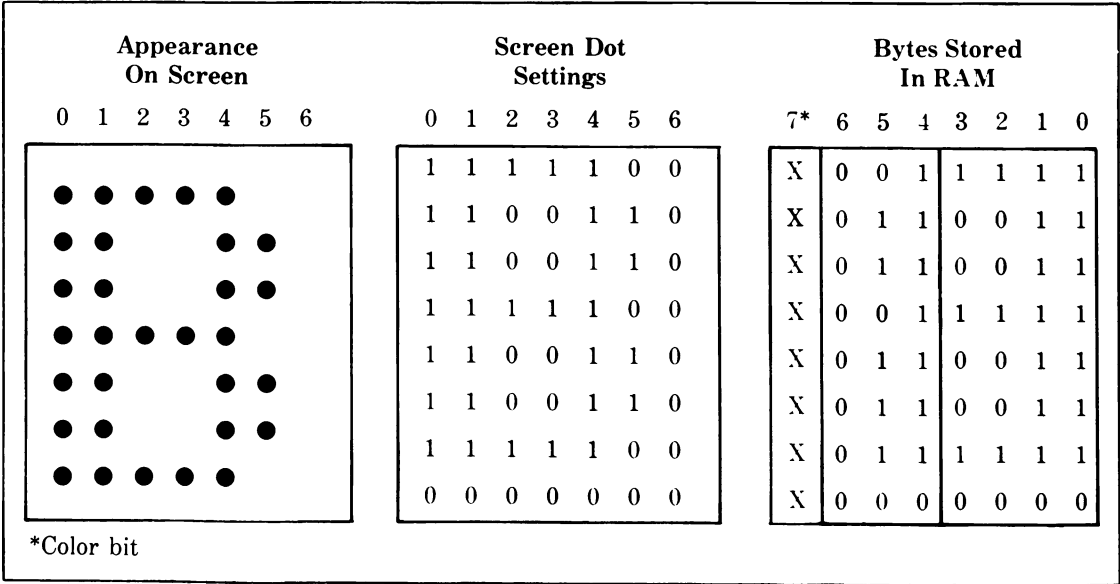 Appearance
On Screen
0 1 2 3 4 5 6
Screen Dot
Settings
0 1 2 3 4 5 6
1 1 1 1 1 0 0
1 1 0 0 1 1 0
1 1 0 0 1 1 0
1 1 1 1 1 0 0
1 1 0 0 1 1 0
1 1 0 0 1 1 0
1 1 1 1 1 0 0
0 0 0 0 0 0 0
Bytes Stored
In RAM
7* 6 5 4 3 2 1 0
X 0 0 1 1 1 1 1
X 0 1 1 0 0 1 1
X 0 1 1 0 0 1 1
X 0 0 1 1 1 1 1
X 0 1 1 0 0 1 1
X 0 1 1 0 0 1 1
X 0 1 1 1 1 1 1
X 0 0 0 0 0 0 0
*Color bit